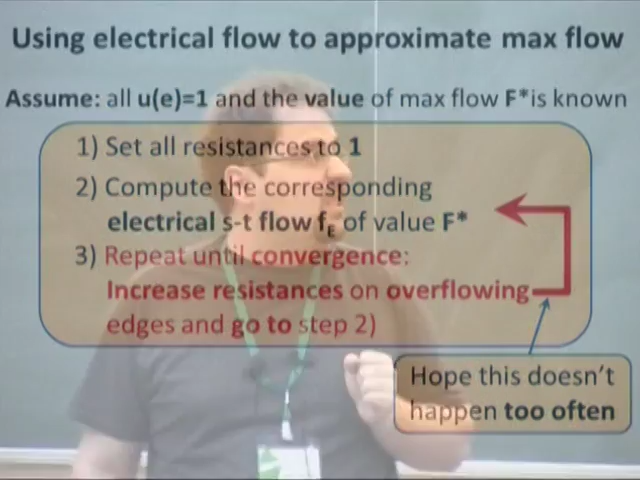 Using electrical flow to approximate max flow
Assume: all u(e)=1 and the value of max flow F* is known
1) Set all resistances to 1
2) Compute the corresponding
electrical s-t flow fE of value F*
3) Repeat until convergence:
Increase resistances on overflowing
edges and go to step 2)
Hope this doesn't
happen too often